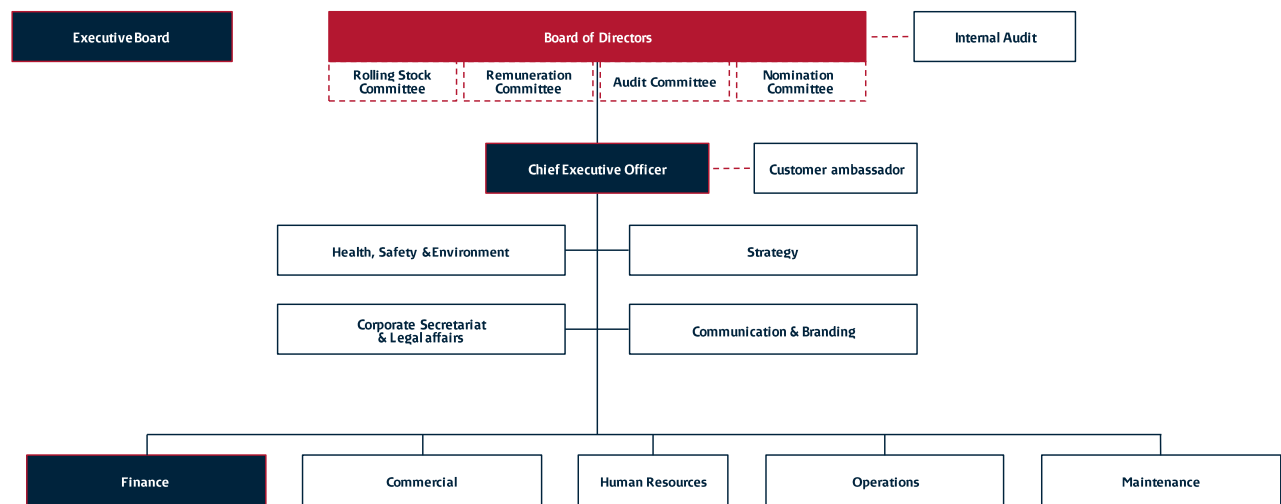 Executive Board
Board of Directors
Internal Audit
Rolling Stock
Committee
Remuneration
Committee
Audit Committee
Nomination
Committee
Chief Executive Officer
Customer ambassador
Health, Safety & Environment
Strategy
Corporate Secretariat
& Legal affairs
Communication & Branding
Finance
Commercial
Human Resources
Operations
Maintenance